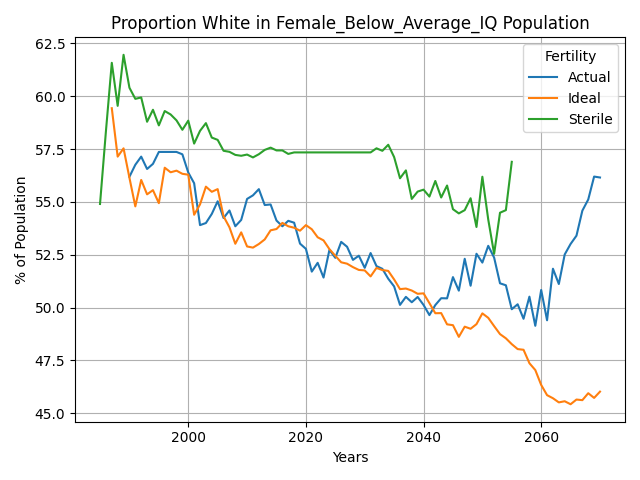 Proportion White in Female_Below_Average_IQ Population
Fertility
Actual
Ideal
Sterile
% of Population
62.5
60.0
57.5
55.0
52.5
50.0
47.5
45.0
2000
2020
2040
2060
Years